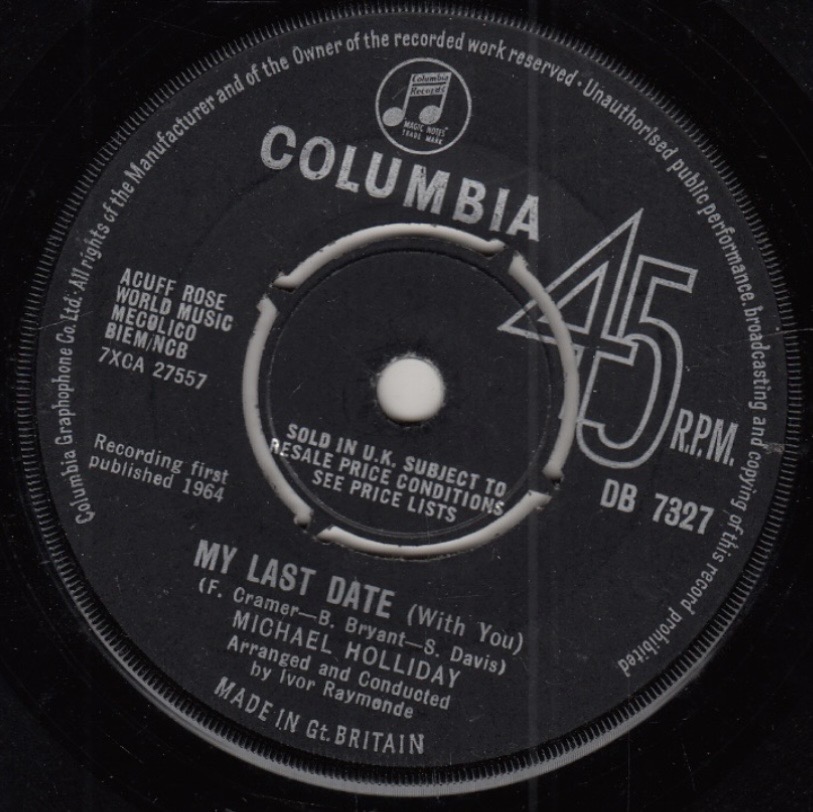 Columbia Graphophone Co. Ltd. All rights of the Manufacturer and of the Owner of the recorded work reserved · Unauthorised public performance, broadcasting and copying of this record prohibited
Columbia
Records
MAGIC NOTES
TRADE MARK
COLUMBIA
45 R.P.M.
ACUFF ROSE
WORLD MUSIC
MECOLICO
BIEM/NCB
7XCA 27557
SOLD IN U.K. SUBJECT TO
RESALE PRICE CONDITIONS
SEE PRICE LISTS
Recording first
published 1964
DB 7327
MY LAST DATE (With You)
(F. Cramer—B. Bryant—S. Davis)
MICHAEL HOLLIDAY
Arranged and Conducted
by Ivor Raymonde
MADE IN Gt. BRITAIN